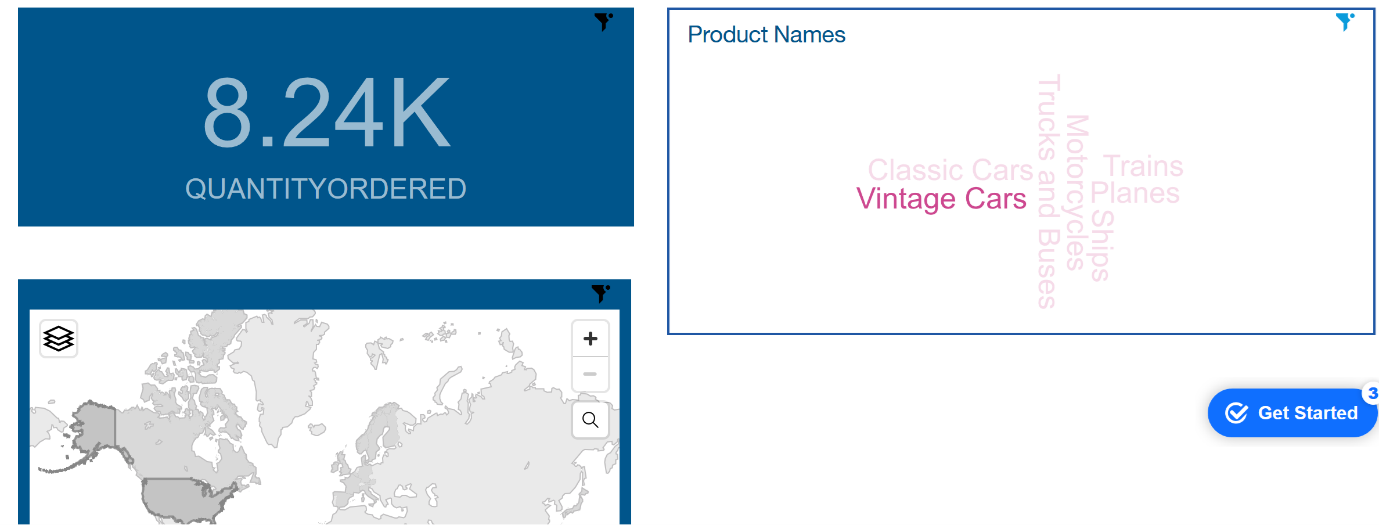 8.24K
QUANTITYORDERED
Product Names
Classic Cars
Vintage Cars
Trucks and Buses
Motorcycles
Trains
Planes
Ships
3
Get Started